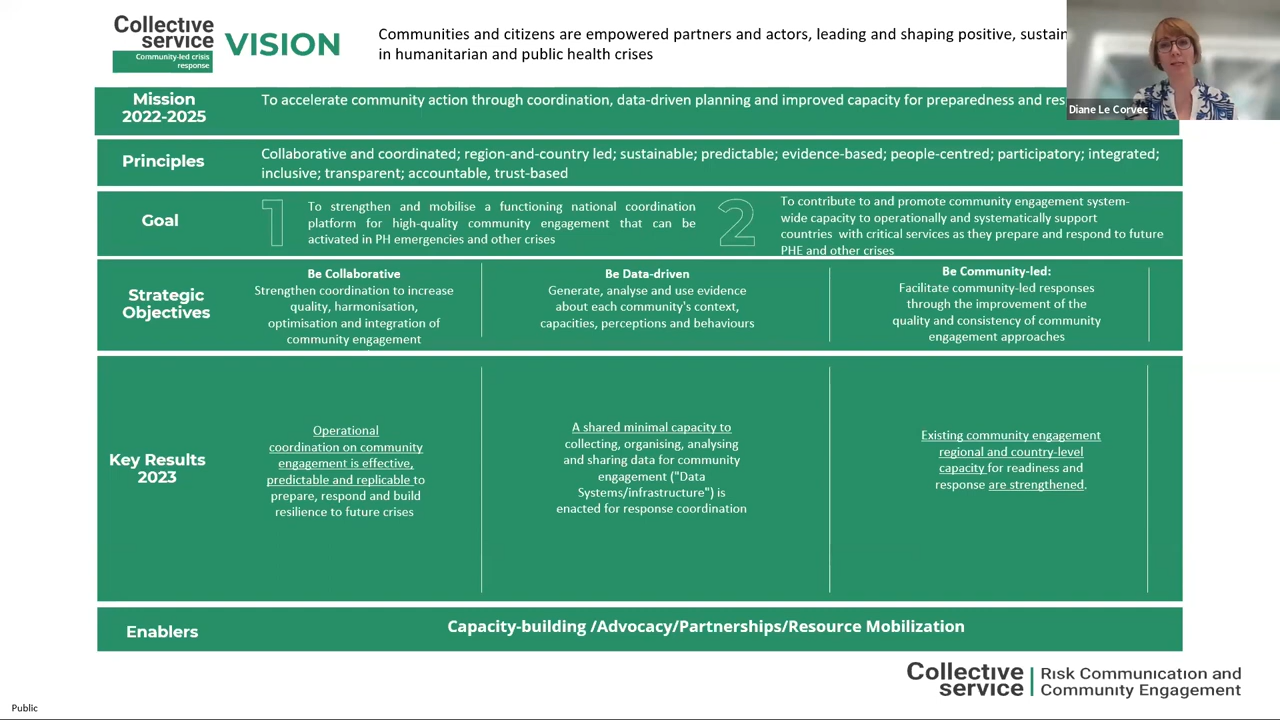 Collective
service
Community-led crisis
response
VISION
Communities and citizens are empowered partners and actors, leading and shaping positive,
in humanitarian and public health crises
Diane Le Corvec
Mission
2022-2025
To accelerate community action through coordination, data-driven planning and improved capacity for preparedness and
Principles
Collaborative and coordinated; region-and-country led; sustainable; predictable; evidence-based; people-centred; participatory; integrated;
inclusive; transparent; accountable, trust-based
Goal
1
To strengthen and mobilise a functioning national coordination
platform for high-quality community engagement that can be
activated in PH emergencies and other crises
2
To contribute to and promote community engagement system-
wide capacity to operationally and systematically support
countries with critical services as they prepare and respond to future
PHE and other crises
Strategic
Objectives
Be Collaborative
Strengthen coordination to increase
quality, harmonisation,
optimisation and integration of
community engagement
Be Data-driven
Generate, analyse and use evidence
about each community's context,
capacities, perceptions and behaviours
Be Community-led:
Facilitate community-led responses
through the improvement of the
quality and consistency of community
engagement approaches
Key Results
2023
Operational
coordination on community
engagement is effective,
predictable and replicable to
prepare, respond and build
resilience to future crises
A shared minimal capacity to
collecting, organising, analysing
and sharing data for community
engagement ("Data
Systems/infrastructure") is
enacted for response coordination
Existing community engagement
regional and country-level
capacity for readiness and
response are strengthened.
Enablers
Capacity-building /Advocacy/Partnerships/Resource Mobilization
Collective
service
Risk Communication and
Community Engagement
Public